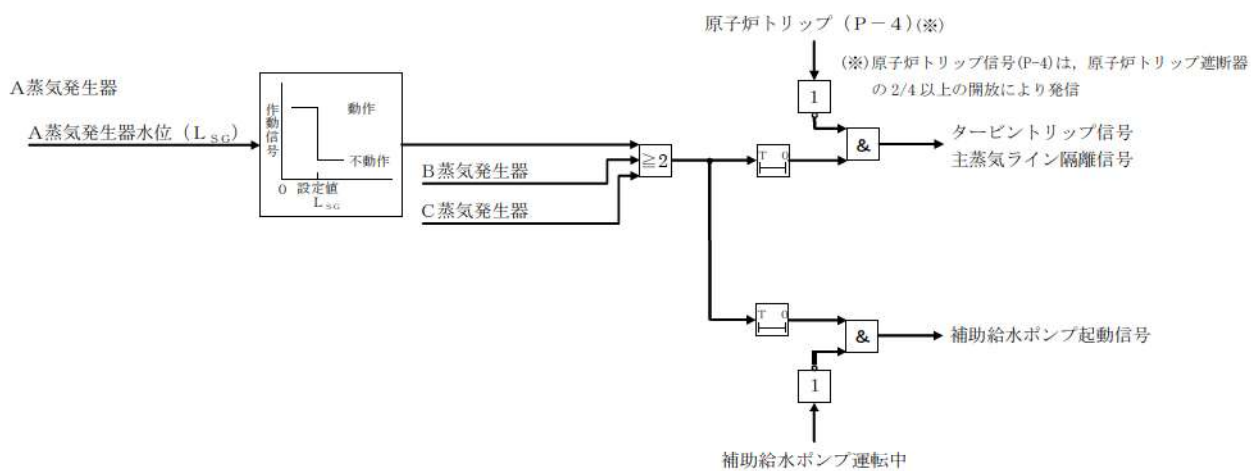 原子炉トリップ(P-4)(※)
(※)原子炉トリップ信号(P-4)は,原子炉トリップ遮断器
の2/4以上の開放により発信
1
A蒸気発生器
A蒸気発生器水位(LSG)
作動信号
動作
不動作
0
設定値
LSG
B蒸気発生器
C蒸気発生器
≧2
T 0
&
タービントリップ信号
主蒸気ライン隔離信号
T 0
&
補助給水ポンプ起動信号
1
補助給水ポンプ運転中